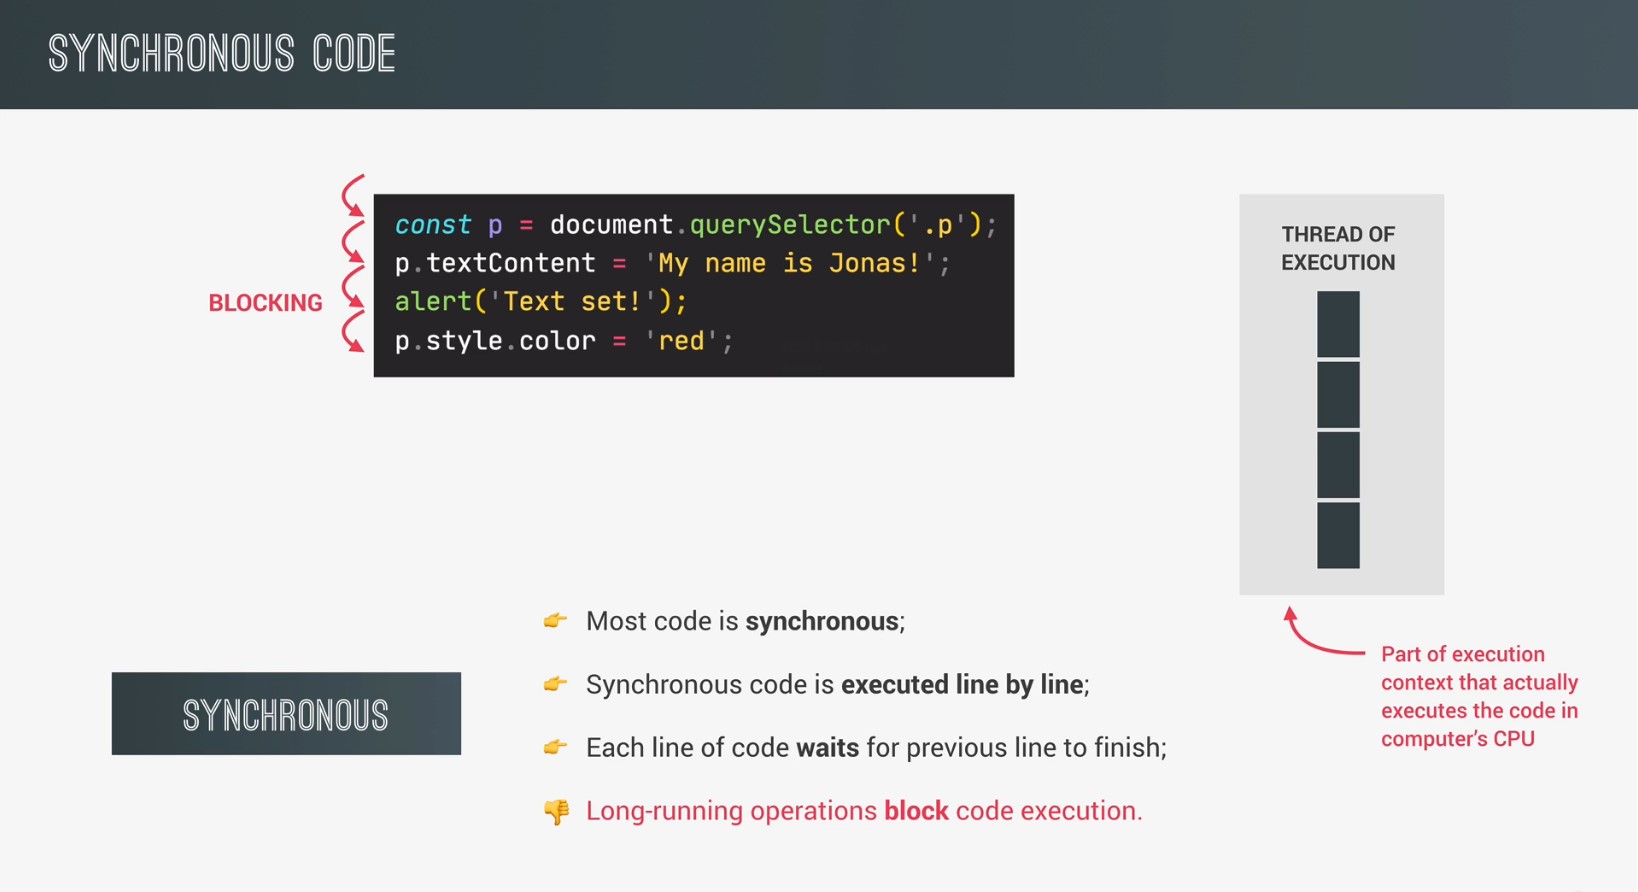 SYNCHRONOUS CODE
const p = document.querySelector('.p');
p.textContent = 'My name is Jonas!';
alert('Text set!');
p.style.color = 'red';
BLOCKING
THREAD OF
EXECUTION
Part of execution
context that actually
executes the code in
computer’s CPU
SYNCHRONOUS
👉 Most code is synchronous;
👉 Synchronous code is executed line by line;
👉 Each line of code waits for previous line to finish;
👎 Long-running operations block code execution.